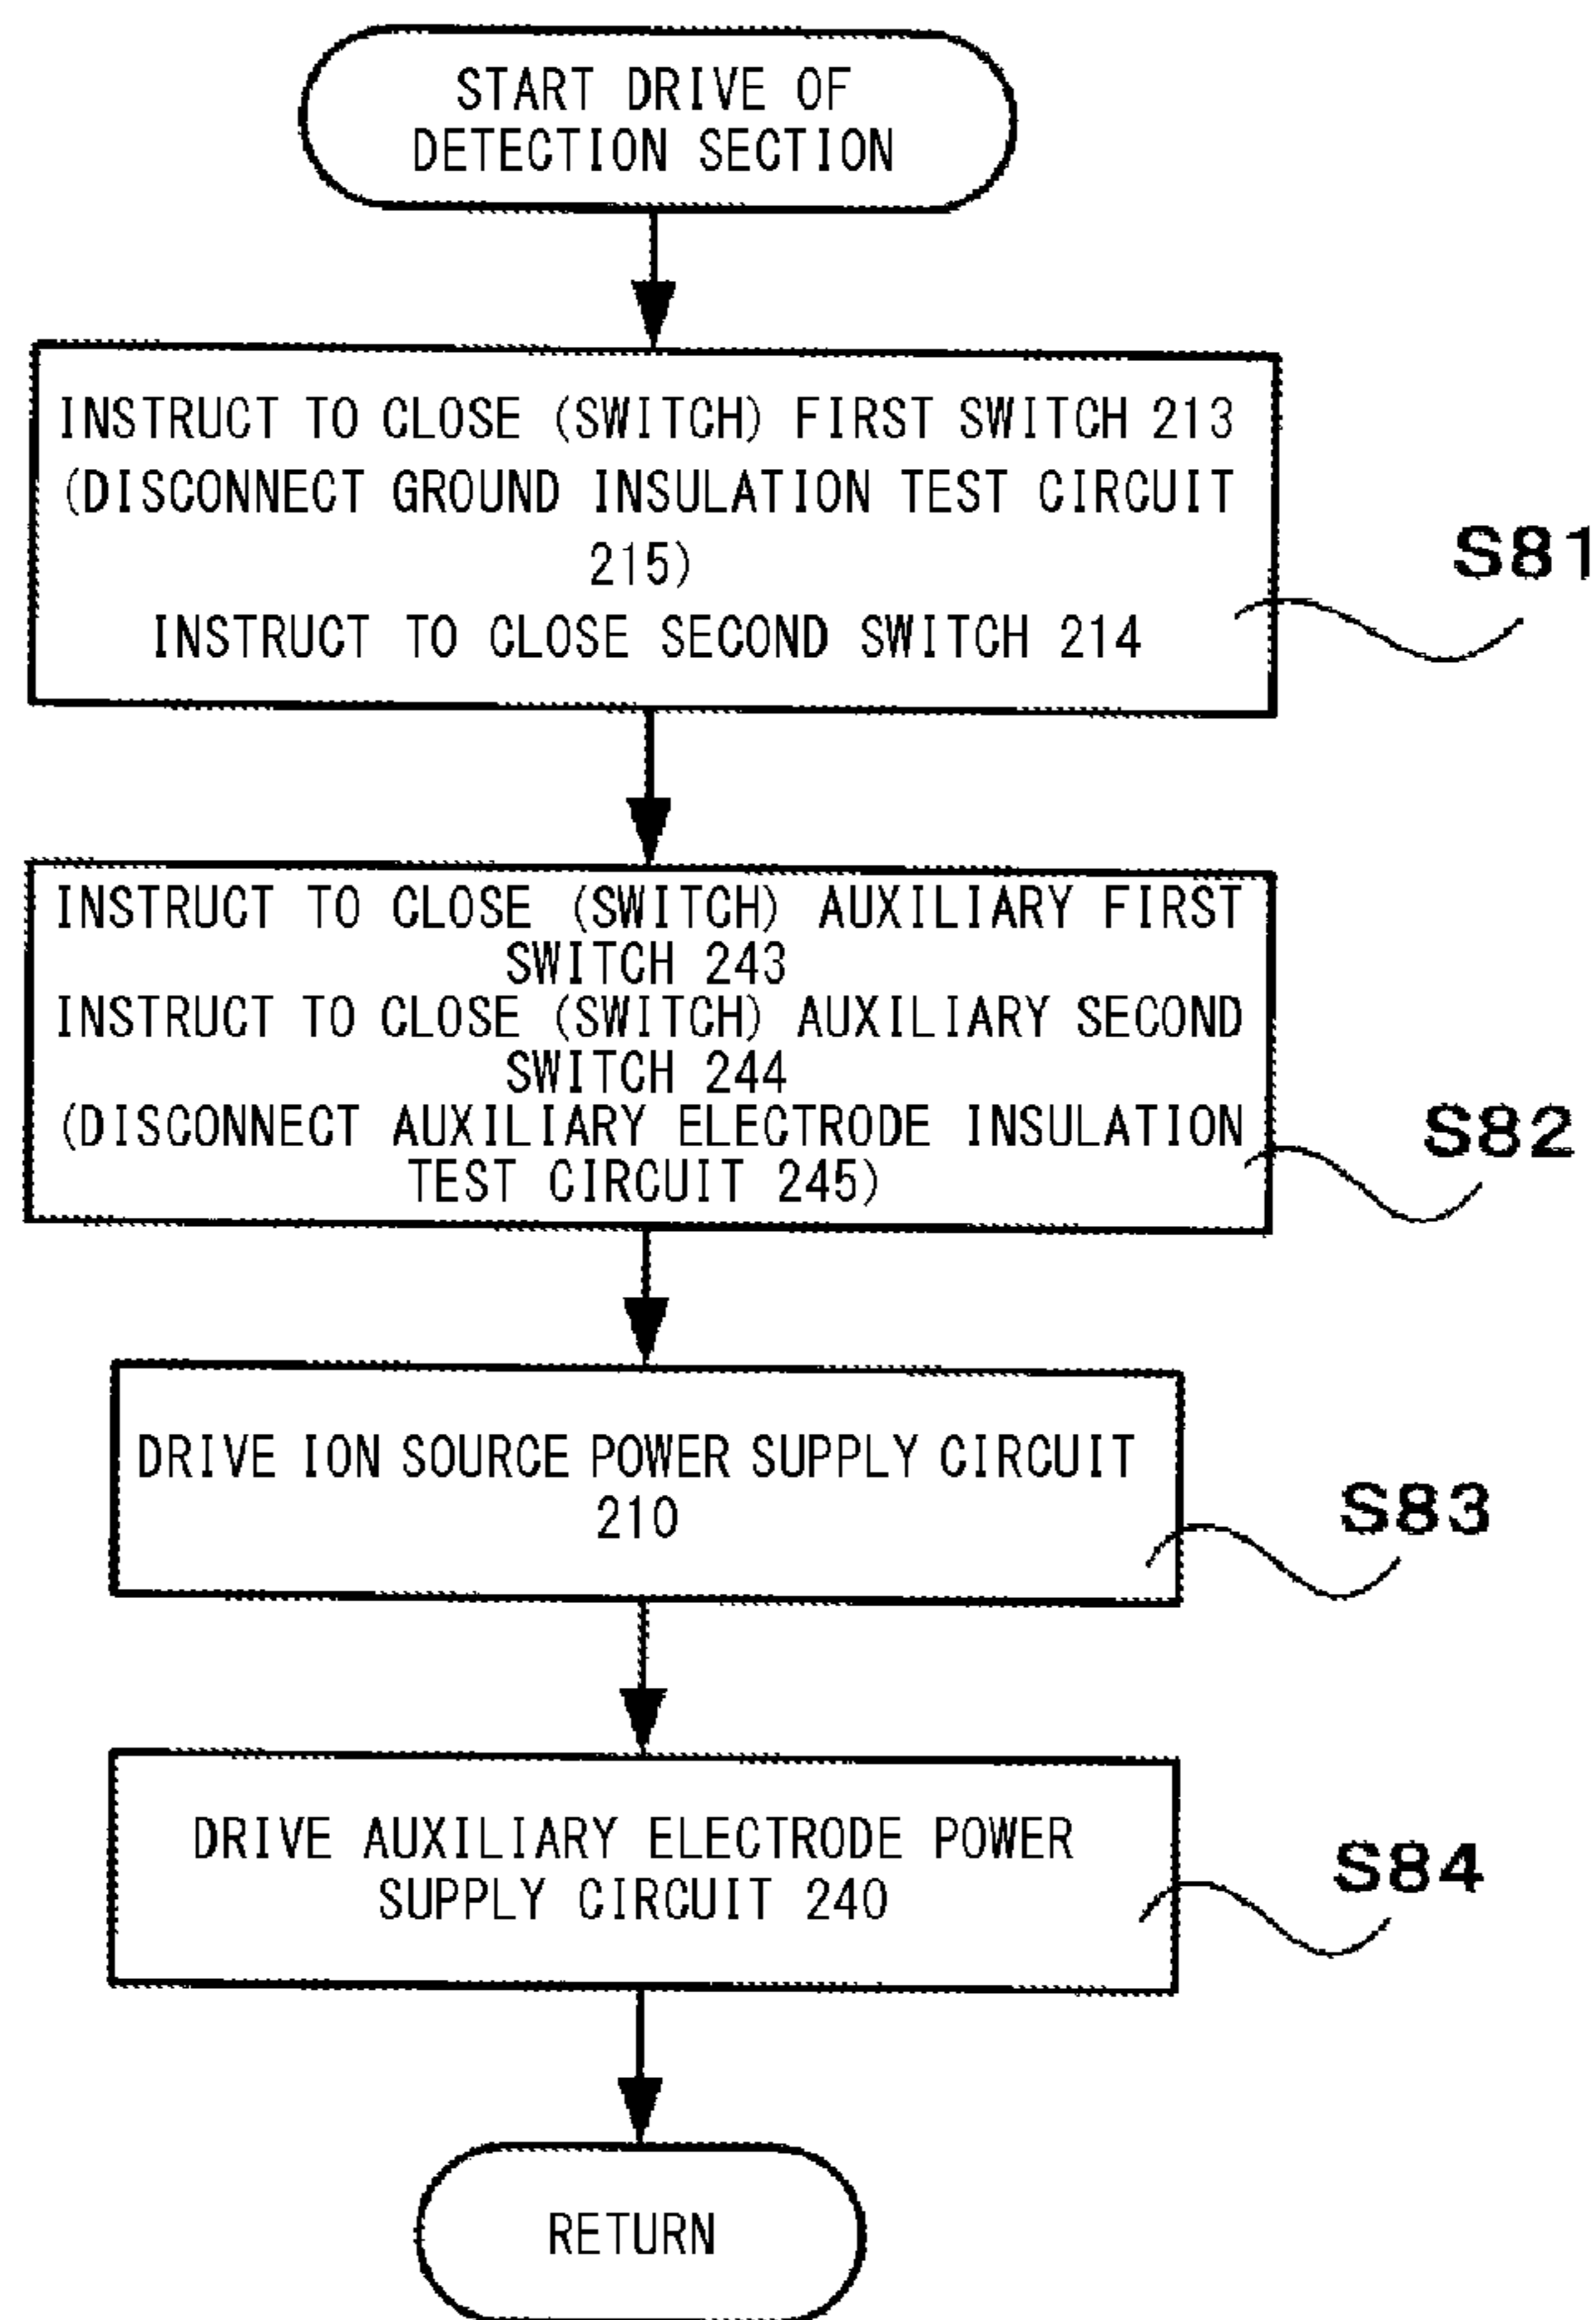 START DRIVE OF
DETECTION SECTION
INSTRUCT TO CLOSE (SWITCH) FIRST SWITCH 213
(DISCONNECT GROUND INSULATION TEST CIRCUIT
215)
INSTRUCT TO CLOSE SECOND SWITCH 214
S81
INSTRUCT TO CLOSE (SWITCH) AUXILIARY FIRST
SWITCH 243
INSTRUCT TO CLOSE (SWITCH) AUXILIARY SECOND
SWITCH 244
(DISCONNECT AUXILIARY ELECTRODE INSULATION
TEST CIRCUIT 245)
S82
DRIVE ION SOURCE POWER SUPPLY CIRCUIT
210
S83
DRIVE AUXILIARY ELECTRODE POWER
SUPPLY CIRCUIT 240
S84
RETURN